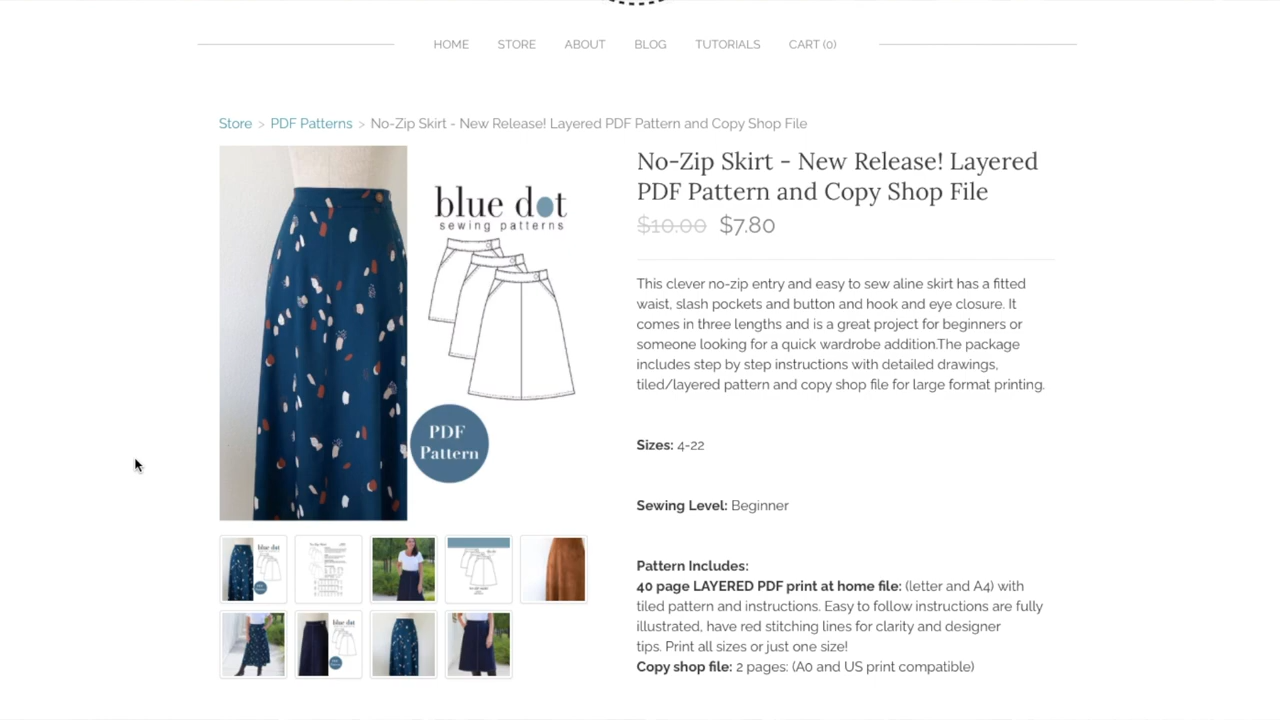 HOME STORE ABOUT BLOG TUTORIALS CART (0)
Store > PDF Patterns > No-Zip Skirt - New Release! Layered PDF Pattern and Copy Shop File
blue dot
sewing patterns
PDF
Pattern
No-Zip Skirt - New Release! Layered
PDF Pattern and Copy Shop File
$10.00 $7.80
This clever no-zip entry and easy to sew aline skirt has a fitted
waist, slash pockets and button and hook and eye closure. It
comes in three lengths and is a great project for beginners or
someone looking for a quick wardrobe addition.The package
includes step by step instructions with detailed drawings,
tiled/layered pattern and copy shop file for large format printing.
Sizes: 4-22
Sewing Level: Beginner
Pattern Includes:
40 page LAYERED PDF print at home file: (letter and A4) with
tiled pattern and instructions. Easy to follow instructions are fully
illustrated, have red stitching lines for clarity and designer
tips. Print all sizes or just one size!
Copy shop file: 2 pages: (A0 and US print compatible)
blue dot
blue dot